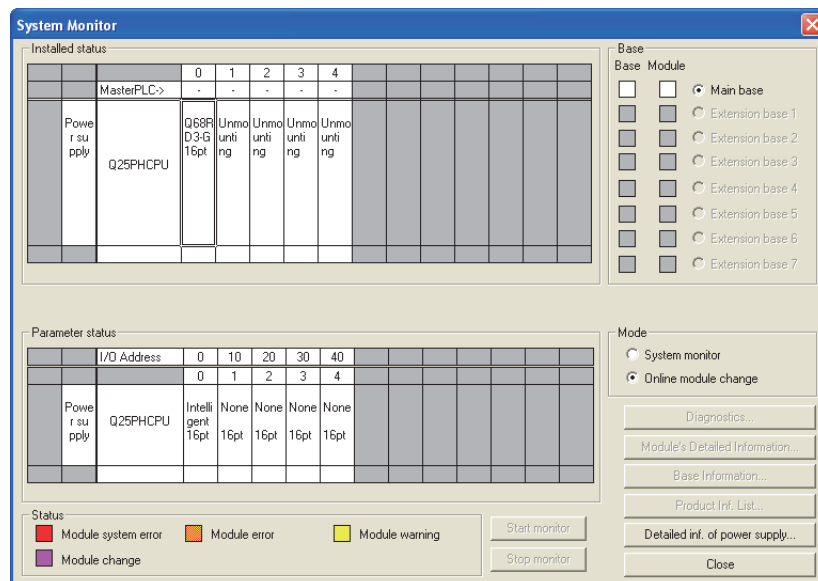 System Monitor
Installed status
0 1 2 3 4
MasterPLC-> - - - - -
Powe
r su
pply
Q25PHCPU
Q68R
D3-G
16pt
Unmo
unti
ng
Unmo
unti
ng
Unmo
unti
ng
Unmo
unti
ng
Base
Base Module
Main base
Extension base 1
Extension base 2
Extension base 3
Extension base 4
Extension base 5
Extension base 6
Extension base 7
Parameter status
I/O Address 0 10 20 30 40
0 1 2 3 4
Powe
r su
pply
Q25PHCPU
Intelli
gent
16pt
None
16pt
None
16pt
None
16pt
None
16pt
Mode
System monitor
Online module change
Diagnostics...
Module's Detailed Information...
Base Information...
Product Inf. List...
Detailed inf. of power supply...
Close
Status
Module system error
Module error
Module warning
Module change
Start monitor
Stop monitor